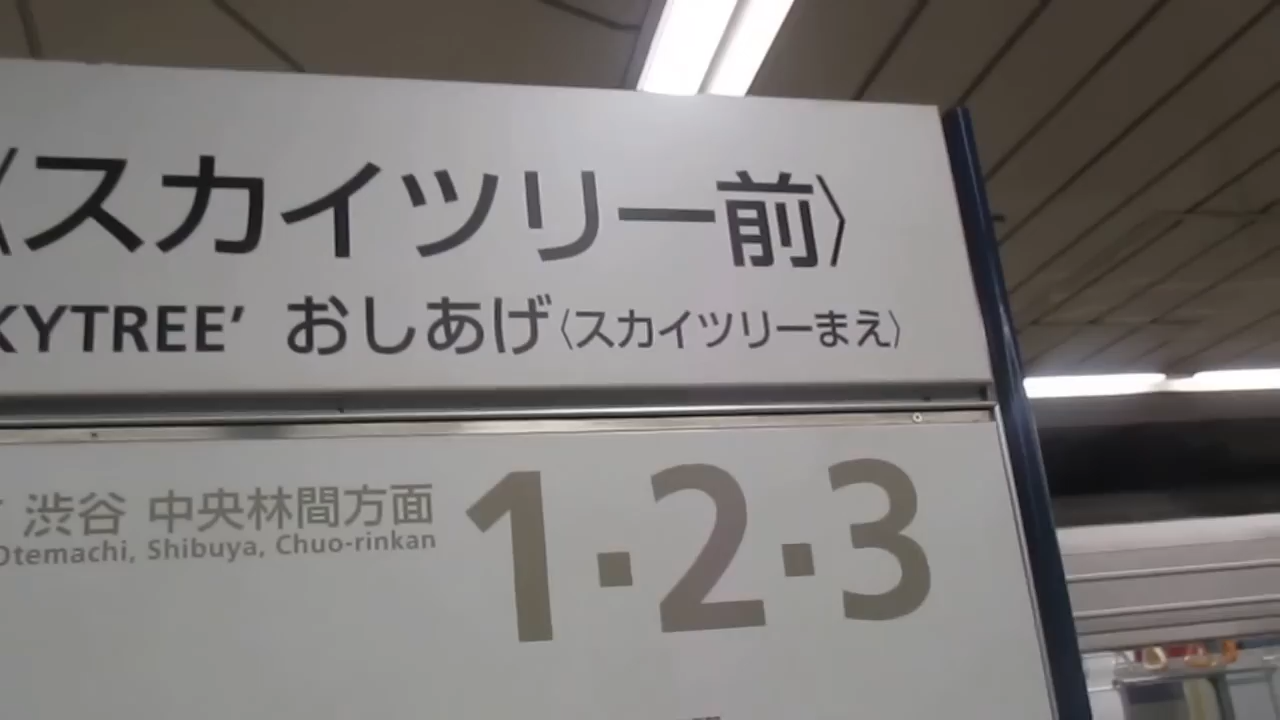 〈スカイツリー前〉
KYTREE’ おしあげ〈スカイツリーまえ〉
渋谷 中央林間方面
Otemachi, Shibuya, Chuo-rinkan
1・2・3